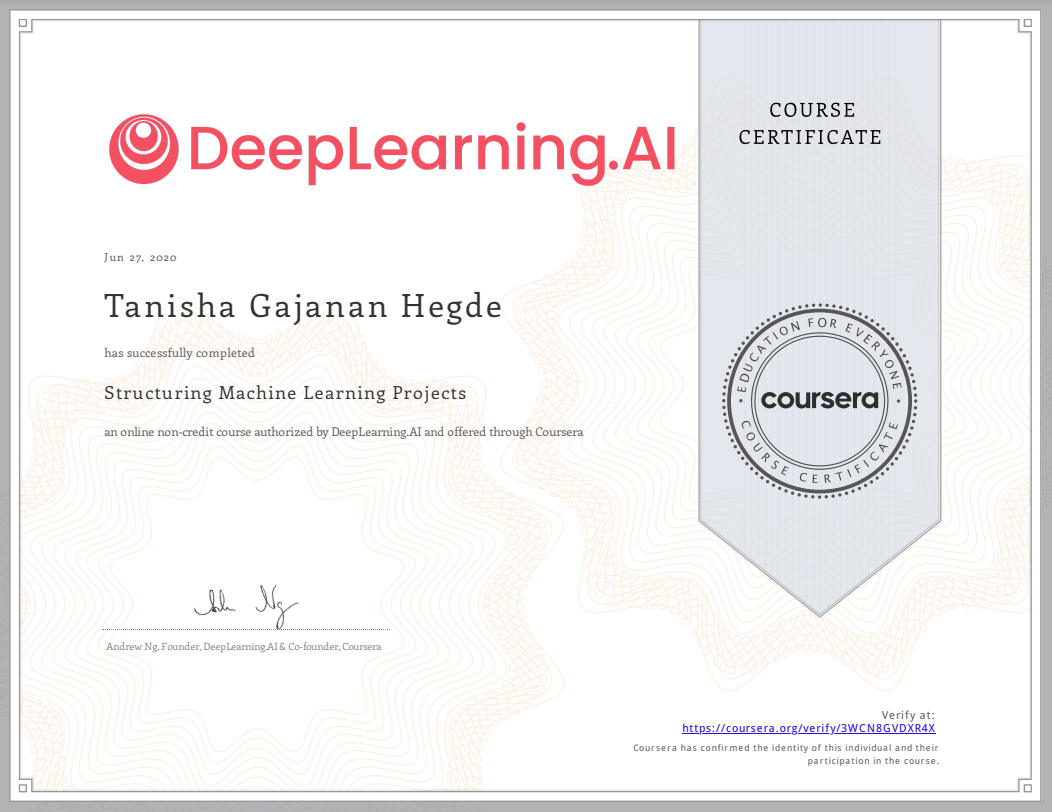 DeepLearning.AI
COURSE
CERTIFICATE
Jun 27, 2020
Tanisha Gajanan Hegde
has successfully completed
Structuring Machine Learning Projects
an online non-credit course authorized by DeepLearning.AI and offered through Coursera
EDUCATION FOR EVERYONE
coursera
COURSE CERTIFICATE
Andrew Ng, Founder, DeepLearning.AI & Co-founder, Coursera
Verify at:
https://coursera.org/verify/3WCN8GVDXR4X
Coursera has confirmed the identity of this individual and their
participation in the course.